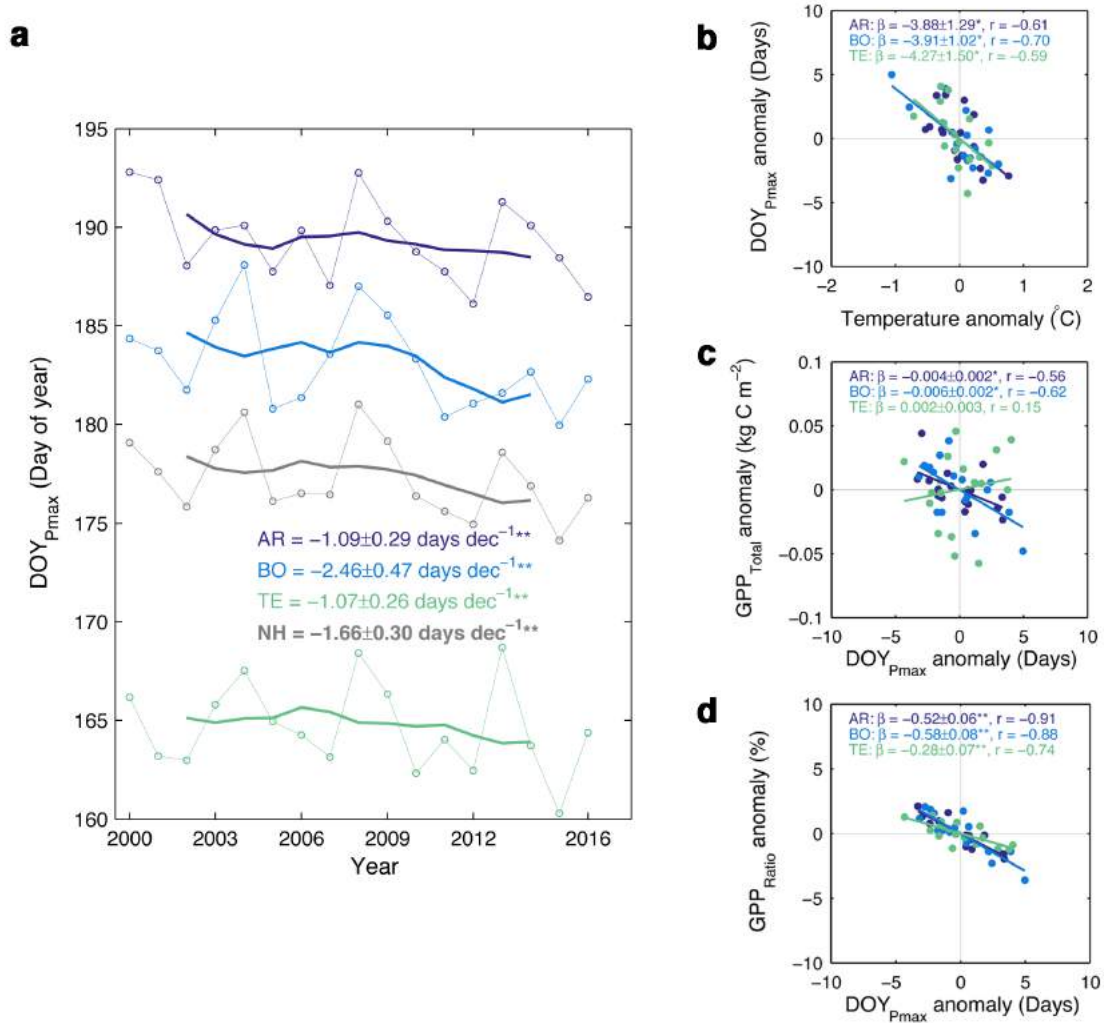 a
195
190
185
180
175
170
165
160
DOY_Pmax (Day of year)
AR = −1.09±0.29 days dec⁻¹**
BO = −2.46±0.47 days dec⁻¹**
TE = −1.07±0.26 days dec⁻¹**
NH = −1.66±0.30 days dec⁻¹**
2000 2003 2006 2009 2012 2016
Year
b
AR: β = −3.88±1.29*, r = −0.61
BO: β = −3.91±1.02*, r = −0.70
TE: β = −4.27±1.50*, r = −0.59
10
5
0
−5
−10
DOY_Pmax anomaly (Days)
−2 −1 0 1 2
Temperature anomaly (°C)
c
AR: β = −0.004±0.002*, r = −0.56
BO: β = −0.006±0.002*, r = −0.62
TE: β = 0.002±0.003, r = 0.15
0.1
0.05
0
−0.05
−0.1
GPP_Total anomaly (kg C m⁻²)
−10 −5 0 5 10
DOY_Pmax anomaly (Days)
d
AR: β = −0.52±0.06**, r = −0.91
BO: β = −0.58±0.08**, r = −0.88
TE: β = −0.28±0.07**, r = −0.74
10
5
0
−5
−10
GPP_Ratio anomaly (%)
−10 −5 0 5 10
DOY_Pmax anomaly (Days)